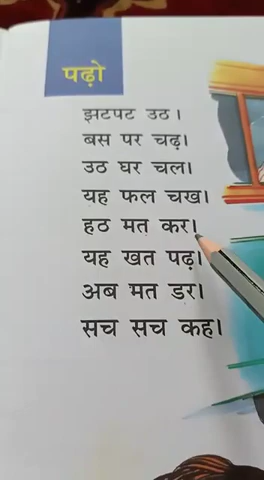 पढ़ो
झटपट उठ।
बस पर चढ़।
उठ घर चल।
यह फल चख।
हठ मत कर।
यह खत पढ़।
अब मत डर।
सच सच कह।